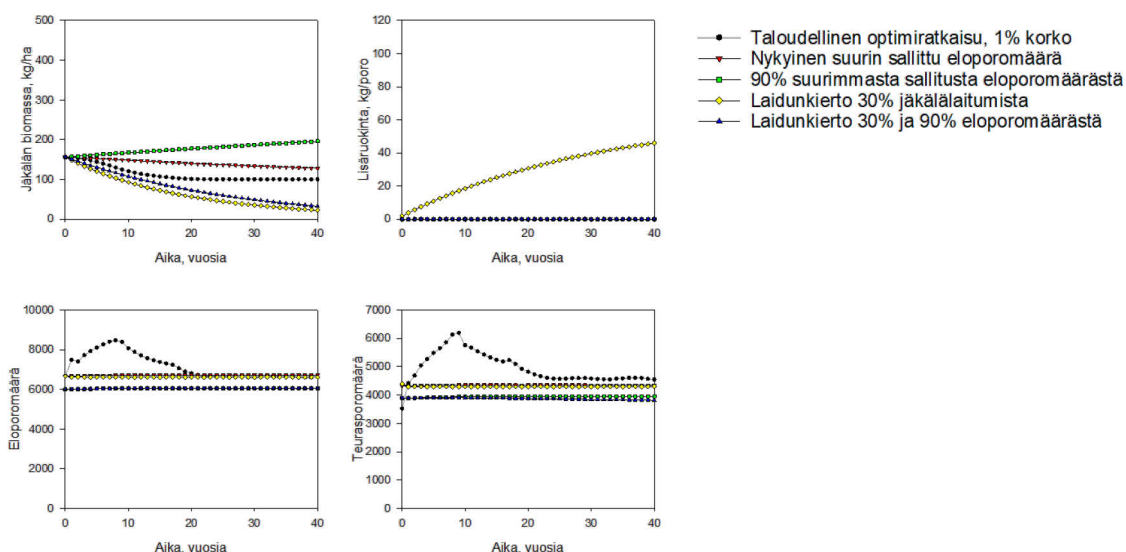 Jäkälän biomassa, kg/ha
500
400
300
200
100
0
0 10 20 30 40
Aika, vuosia
Lisäruokinta, kg/poro
120
100
80
60
40
20
0
0 10 20 30 40
Aika, vuosia
Taloudellinen optimiratkaisu, 1% korko
Nykyinen suurin sallittu eloporomäärä
90% suurimmasta sallitusta eloporomäärästä
Laidunkierto 30% jäkälälaitumista
Laidunkierto 30% ja 90% eloporomäärästä
Eloporomäärä
10000
8000
6000
4000
2000
0
0 10 20 30 40
Aika, vuosia
Teurasporomäärä
7000
6000
5000
4000
3000
2000
1000
0
0 10 20 30 40
Aika, vuosia